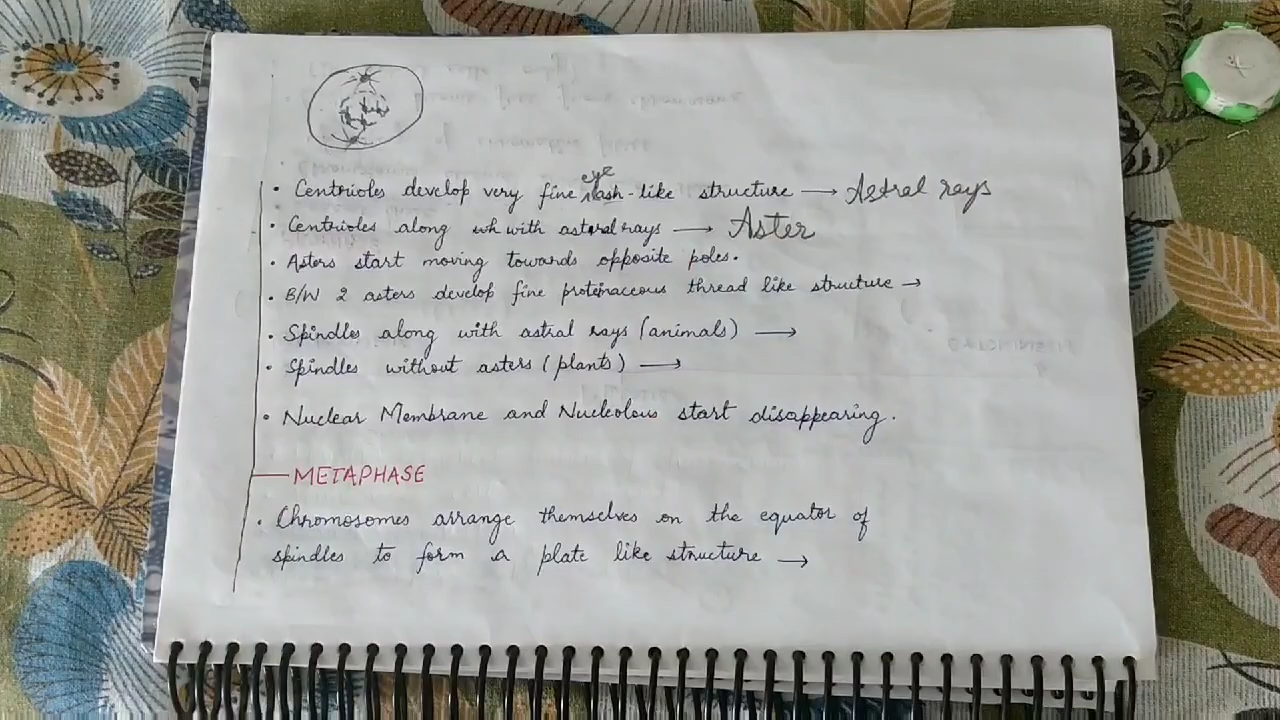 • Centrioles develop very fine eye lash-like structure → Astral rays
• Centrioles along wh with astral rays → Aster
• Asters start moving towards opposite poles.
• B/W 2 asters develop fine proteinaceous thread like structure →
• Spindles along with astral rays (animals) →
• Spindles without asters (plants) →
• Nuclear Membrane and Nucleolous start disappearing.
METAPHASE
• Chromosomes arrange themselves on the equator of
spindles to form a plate like structure →